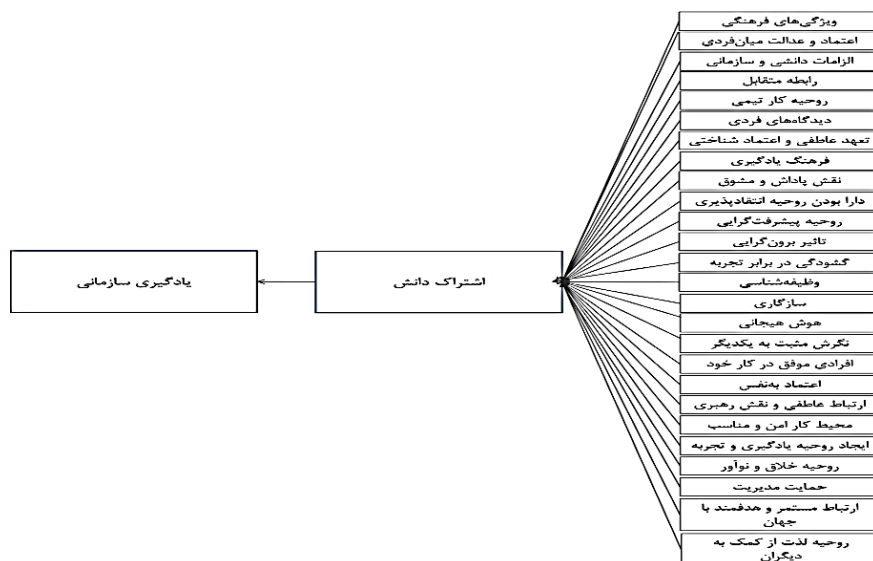 ویژگی‌های فرهنگی
اعتماد و عدالت میان‌فردی
الزامات دانشی و سازمانی
رابطه متقابل
روحیه کار تیمی
دیدگاه‌های فردی
تعهد عاطفی و اعتماد شناختی
فرهنگ یادگیری
نقش پاداش و مشوق
دارا بودن روحیه انتقادپذیری
روحیه پیشرفت‌گرایی
تاثیر برون‌گرایی
گشودگی در برابر تجربه
وظیفه‌شناسی
سازگاری
هوش هیجانی
نگرش مثبت به یکدیگر
افرادی موفق در کار خود
اعتماد به‌نفس
ارتباط عاطفی و نقش رهبری
محیط کار امن و مناسب
ایجاد روحیه یادگیری و تجربه
روحیه خلاق و نوآور
حمایت مدیریت
ارتباط مستمر و هدفمند با
جهان
روحیه لذت از کمک به
دیگران
اشتراک دانش
یادگیری سازمانی